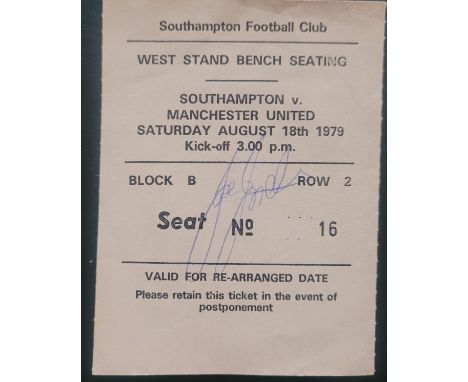 Southampton Football Club
WEST STAND BENCH SEATING
SOUTHAMPTON v.
MANCHESTER UNITED
SATURDAY AUGUST 18th 1979
Kick-off 3.00 p.m.
BLOCK B ROW 2
Seat Nº 16
VALID FOR RE-ARRANGED DATE
Please retain this ticket in the event of
postponement